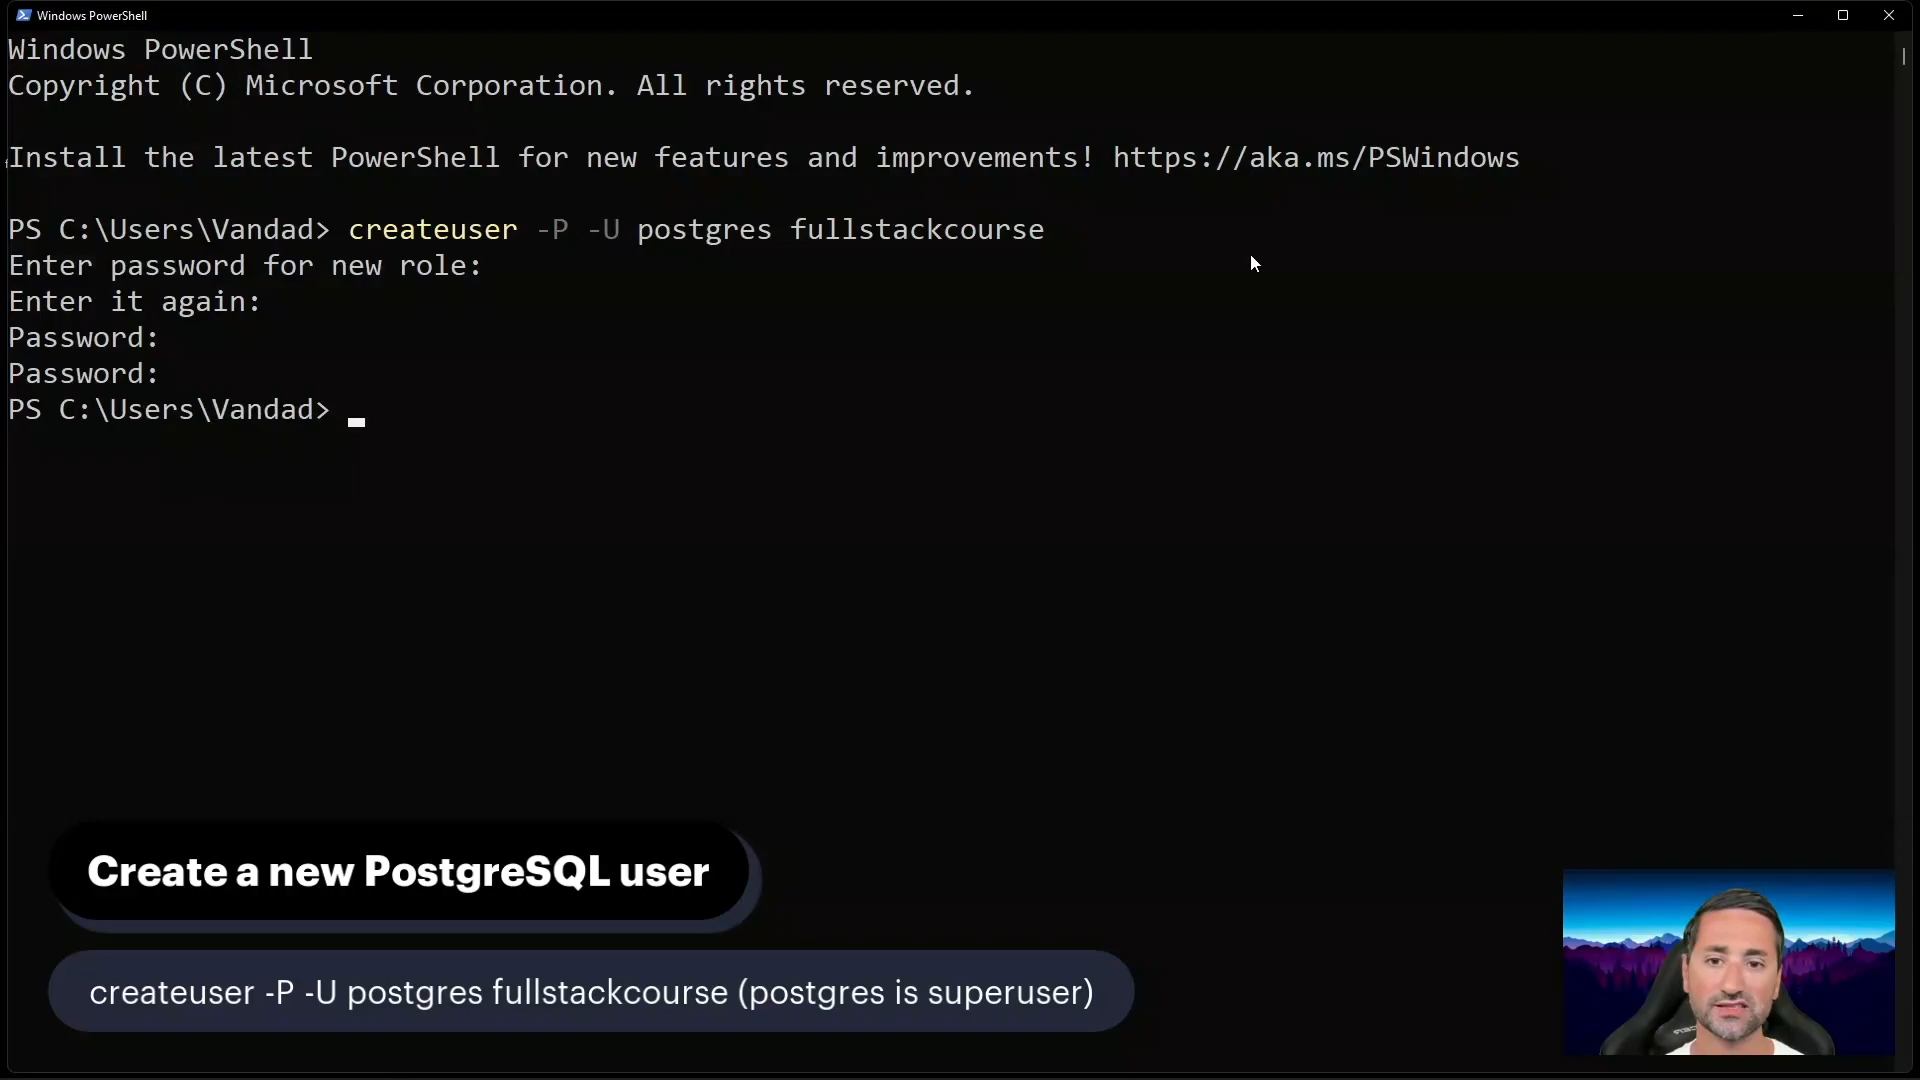 Windows PowerShell
Windows PowerShell
Copyright (C) Microsoft Corporation. All rights reserved.
Install the latest PowerShell for new features and improvements! https://aka.ms/PSWindows
PS C:\Users\Vandad> createuser -P -U postgres fullstackcourse
Enter password for new role:
Enter it again:
Password:
Password:
PS C:\Users\Vandad>
Create a new PostgreSQL user
createuser -P -U postgres fullstackcourse (postgres is superuser)